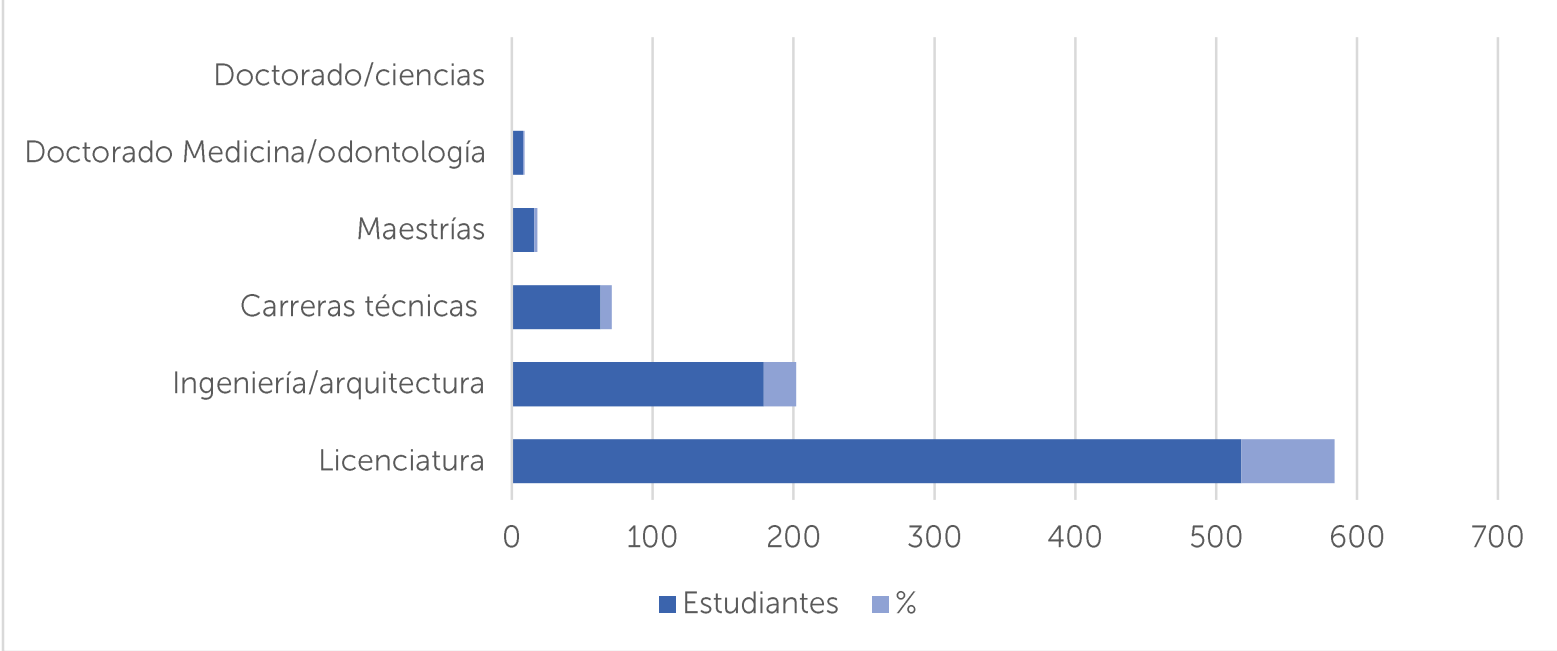 Doctorado/ciencias
Doctorado Medicina/odontología
Maestrías
Carreras técnicas
Ingeniería/arquitectura
Licenciatura
0 100 200 300 400 500 600 700
Estudiantes %